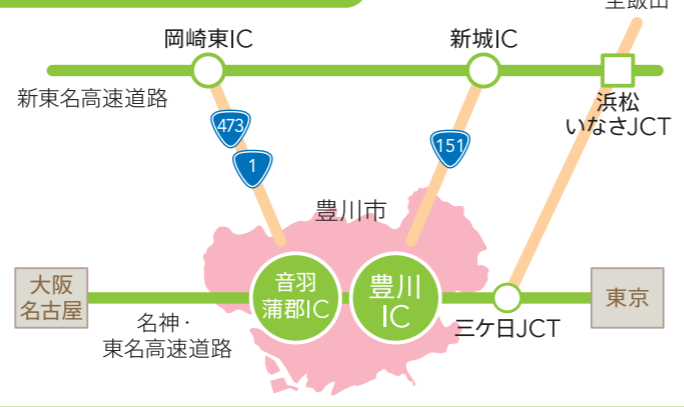 至飯山
岡崎東IC
新城IC
新東名高速道路
浜松
いなさJCT
473
1
151
豊川市
大阪
名古屋
音羽
蒲郡IC
豊川
IC
東京
名神・
東名高速道路
三ケ日JCT